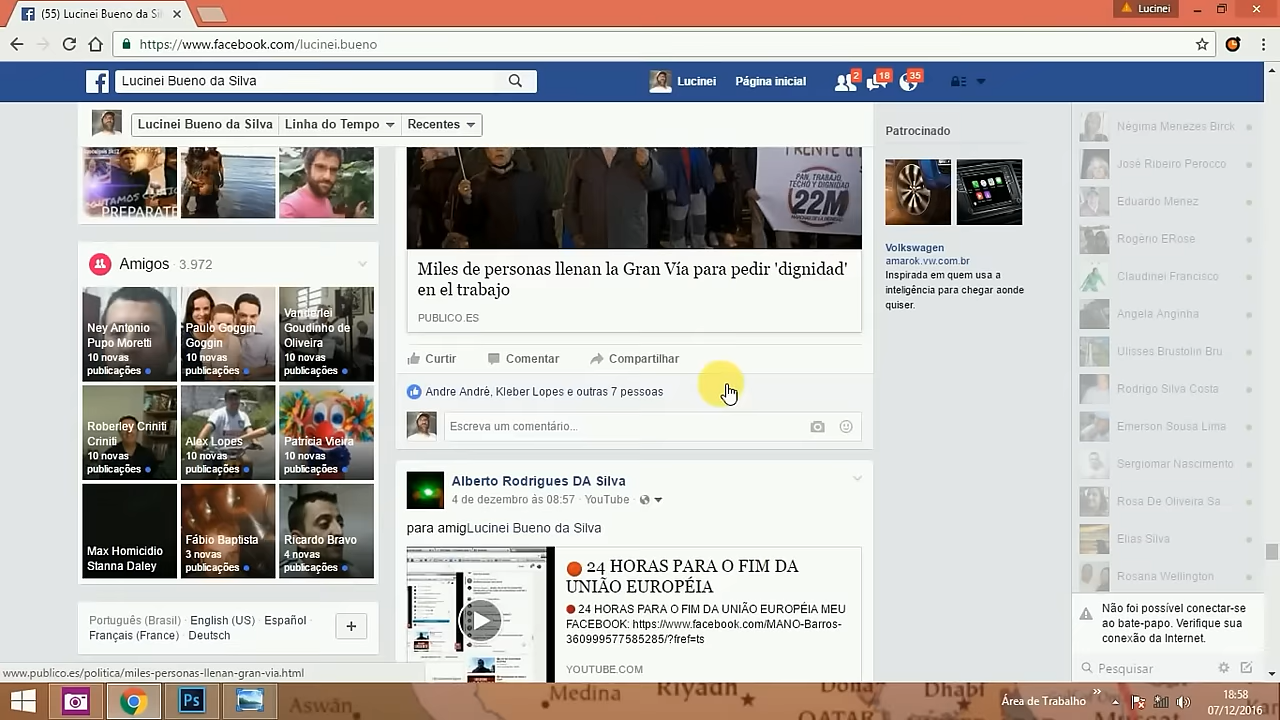 (55) Lucinei Bueno da Si
Lucinei
https://www.facebook.com/lucinei.bueno
Lucinei Bueno da Silva
Lucinei
Página inicial
2
18
35
Lucinei Bueno da Silva
Linha do Tempo
Recentes
PREPARATE
FRENTE
PAN, TRABAJO,
TECHO Y DIGNIDAD
22M
Miles de personas llenan la Gran Vía para pedir 'dignidad'
en el trabajo
PUBLICO.ES
Curtir
Comentar
Compartilhar
Andre André, Kleber Lopes e outras 7 pessoas
Escreva um comentário...
Amigos 3.972
Ney Antonio
Pupo Moretti
10 novas
publicações
Paulo Goggin
Goggin
10 novas
publicações
Vanderlei
Goudinho de
Oliveira
10 novas
publicações
Roberley Criniti
Criniti
10 novas
publicações
Alex Lopes
10 novas
publicações
Patrícia Vieira
10 novas
publicações
Max Homicidio
Stanna Daley
Fábio Baptista
3 novas
publicações
Ricardo Bravo
4 novas
publicações
Português (Brasil) · English (US) · Español ·
Français (France) · Deutsch
Alberto Rodrigues DA Silva
4 de dezembro às 08:57 · YouTube ·
para amigLucinei Bueno da Silva
24 HORAS PARA O FIM DA
UNIÃO EUROPÉIA
24 HORAS PARA O FIM DA UNIÃO EUROPÉIA MEU
FACEBOOK: https://www.facebook.com/MANO-Barros-
360999577585285/?fref=ts
YOUTUBE.COM
Patrocinado
Volkswagen
amarok.vw.com.br
Inspirada em quem usa a
inteligência para chegar aonde
quiser.
Négima Menezes Birck
José Ribeiro Perocco
Eduardo Menez
Rogério ERose
Claudinei Francisco
Angela Anginha
Ulisses Brustolin Bru
Rodrigo Silva Costa
Emerson Sousa Lima
Sergiomar Nascimento
Rosa De Oliveira Sa
Elias Silva
Rosana Wellington
Não foi possível conectar-se
ao bate-papo. Verifique sua
conexão da Internet.
Pesquisar
www.publico.es/politica/miles-personas-llenan-gran-via.html
Ps
Aswân
Medina
Riyadh
Doha
QATAR
Abu Dhabi
Área de Trabalho
18:58
07/12/2016